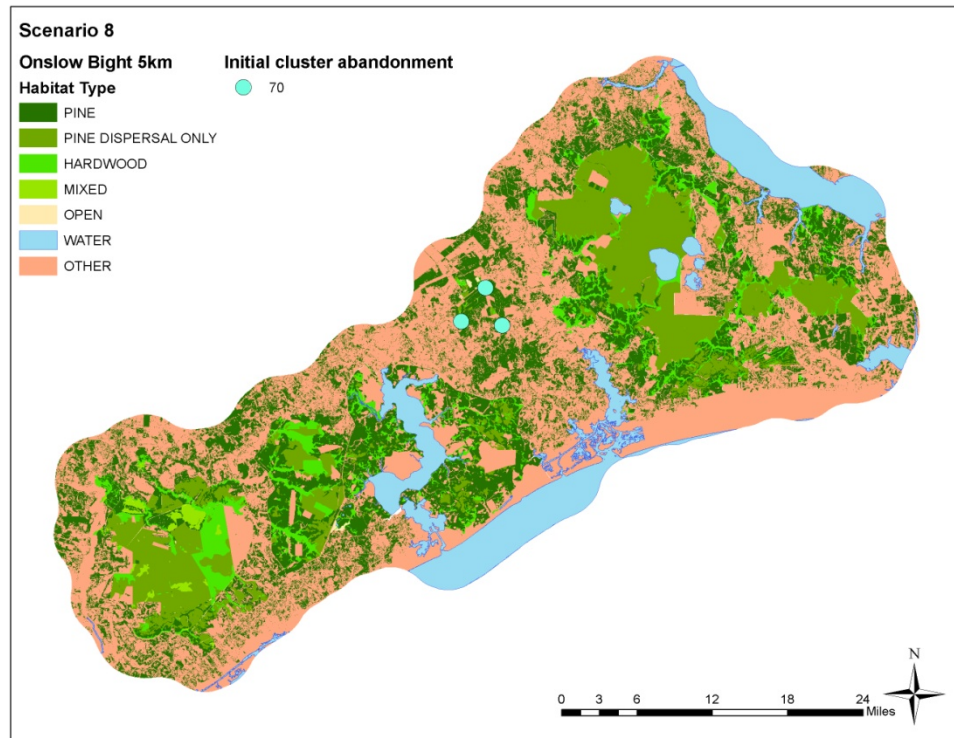 Scenario 8
Onslow Bight 5km
Habitat Type
PINE
PINE DISPERSAL ONLY
HARDWOOD
MIXED
OPEN
WATER
OTHER
Initial cluster abandonment
70
N
0 3 6 12 18 24
Miles